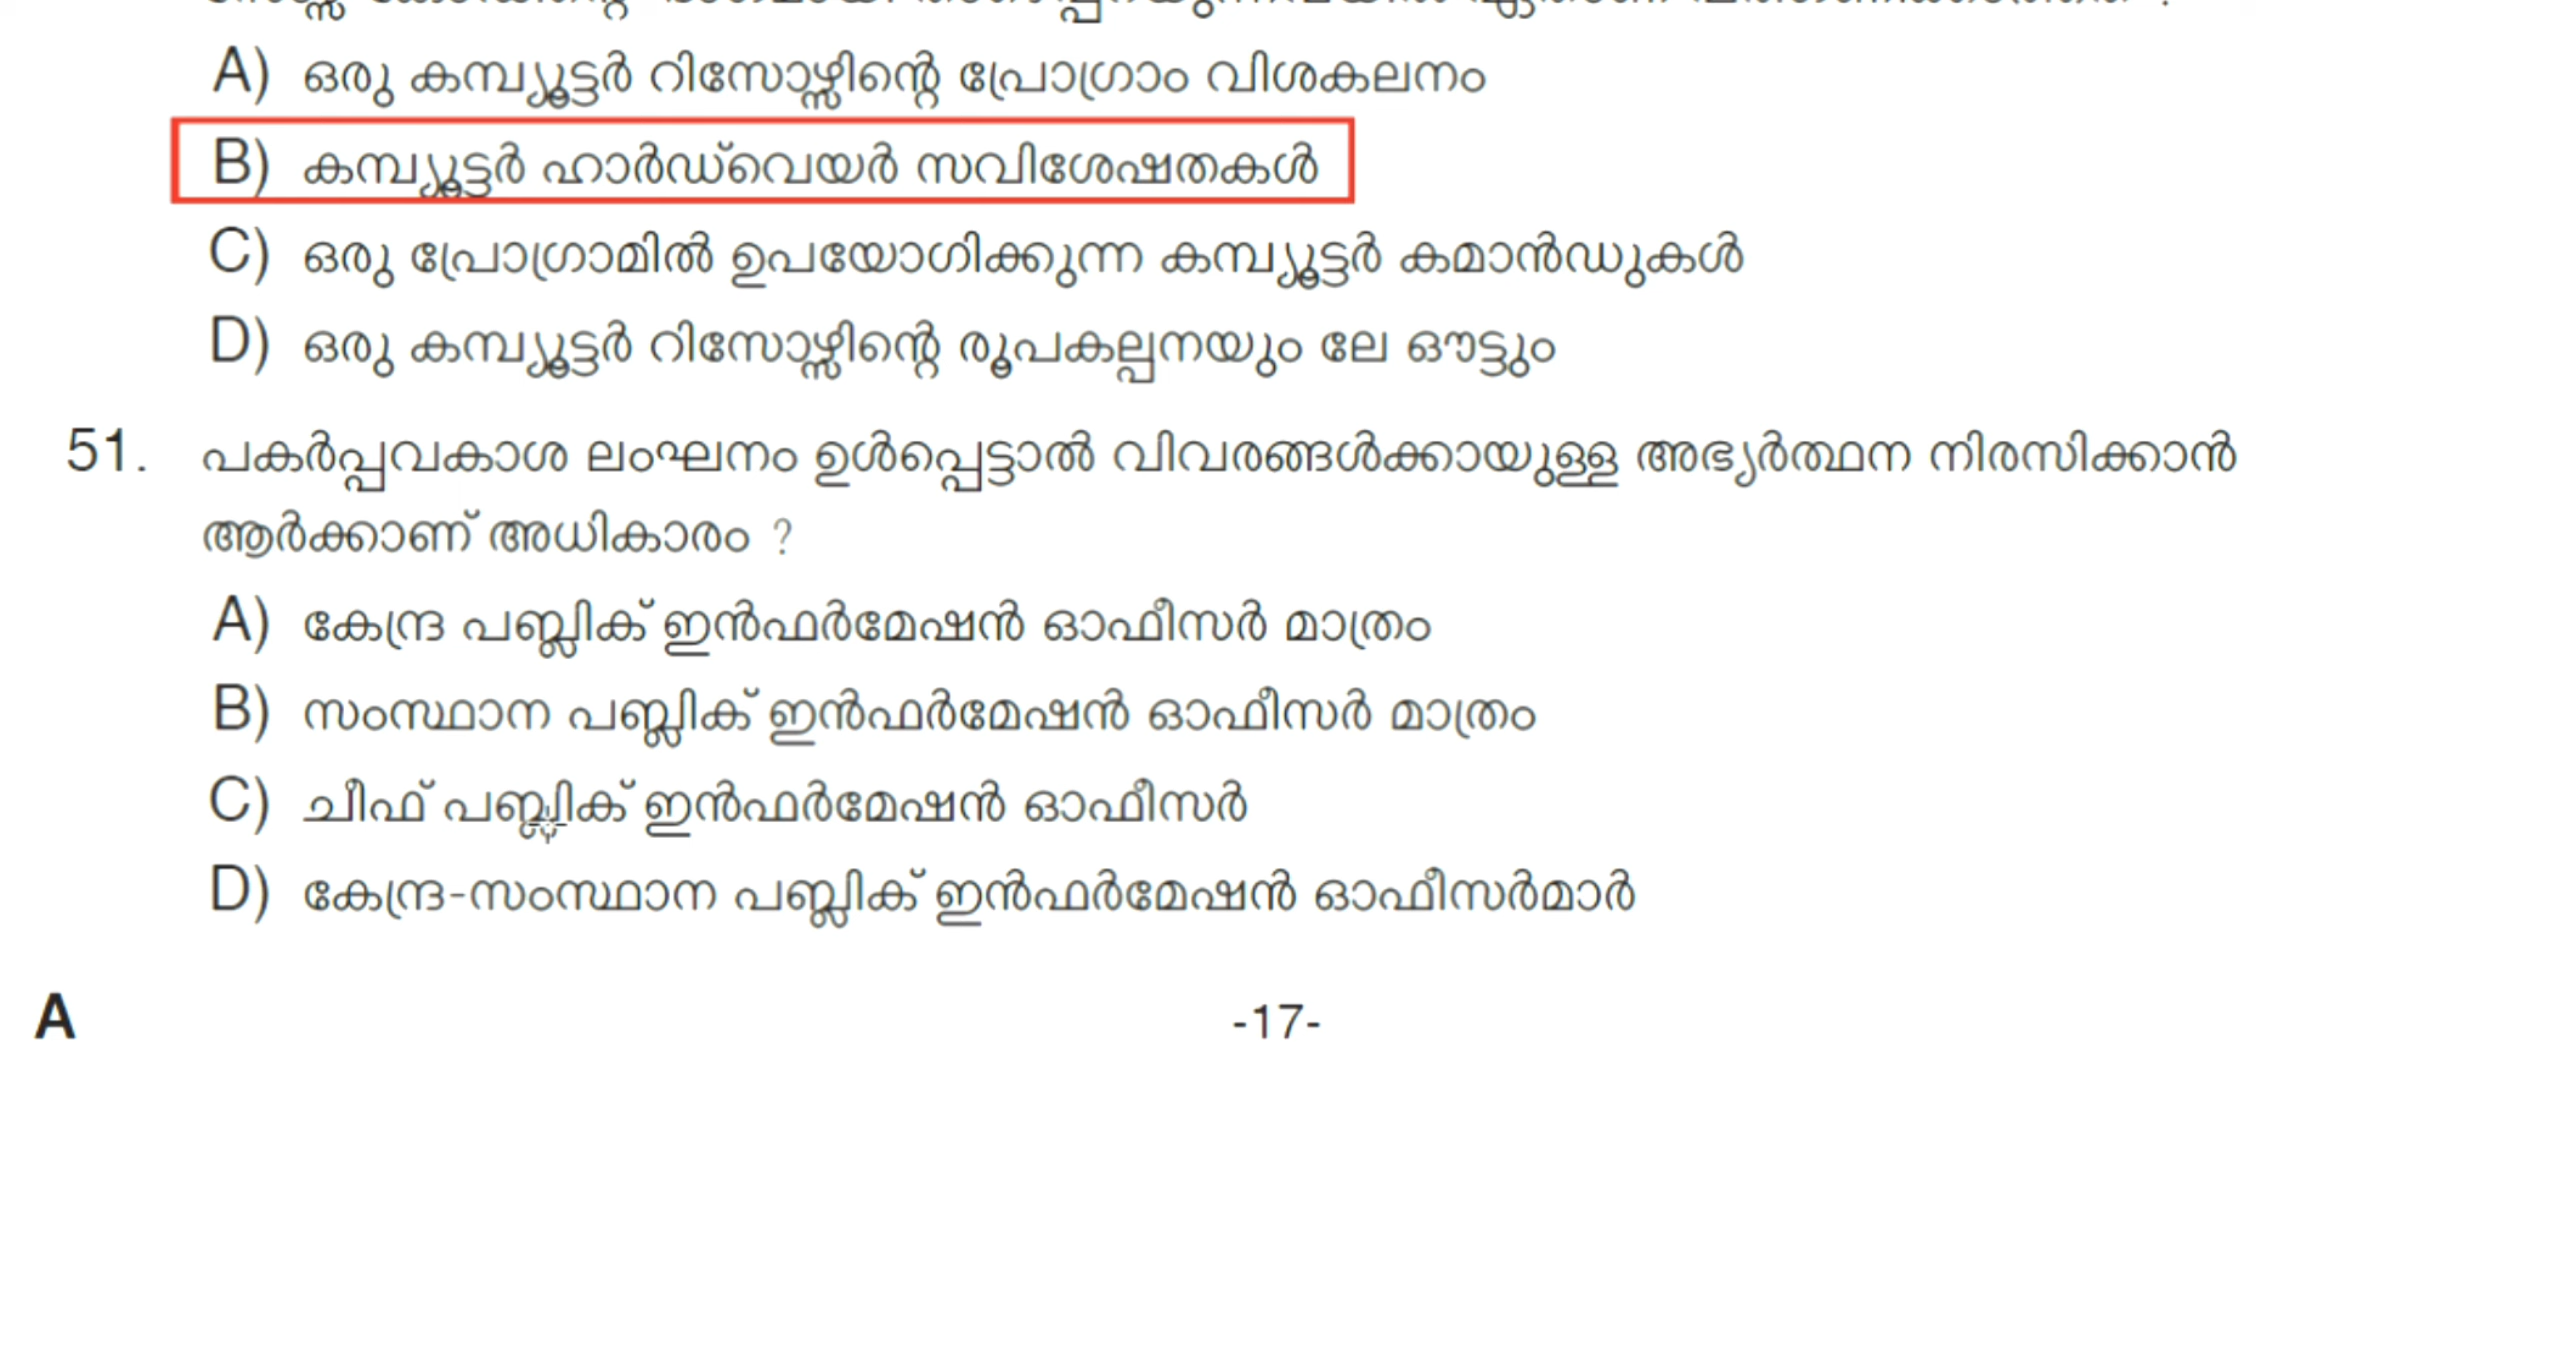 A) ഒരു കമ്പ്യൂട്ടർ റിസോഴ്സിന്റെ പ്രോഗ്രാം വിശകലനം
B) കമ്പ്യൂട്ടർ ഹാർഡ്‌വെയർ സവിശേഷതകൾ
C) ഒരു പ്രോഗ്രാമിൽ ഉപയോഗിക്കുന്ന കമ്പ്യൂട്ടർ കമാൻഡുകൾ
D) ഒരു കമ്പ്യൂട്ടർ റിസോഴ്സിന്റെ രൂപകല്പനയും ലേ ഔട്ടും
51. പകർപ്പവകാശ ലംഘനം ഉൾപ്പെട്ടാൽ വിവരങ്ങൾക്കായുള്ള അഭ്യർത്ഥന നിരസിക്കാൻ
ആർക്കാണ് അധികാരം ?
A) കേന്ദ്ര പബ്ലിക് ഇൻഫർമേഷൻ ഓഫീസർ മാത്രം
B) സംസ്ഥാന പബ്ലിക് ഇൻഫർമേഷൻ ഓഫീസർ മാത്രം
C) ചീഫ് പബ്ലിക് ഇൻഫർമേഷൻ ഓഫീസർ
D) കേന്ദ്ര-സംസ്ഥാന പബ്ലിക് ഇൻഫർമേഷൻ ഓഫീസർമാർ
A
-17-